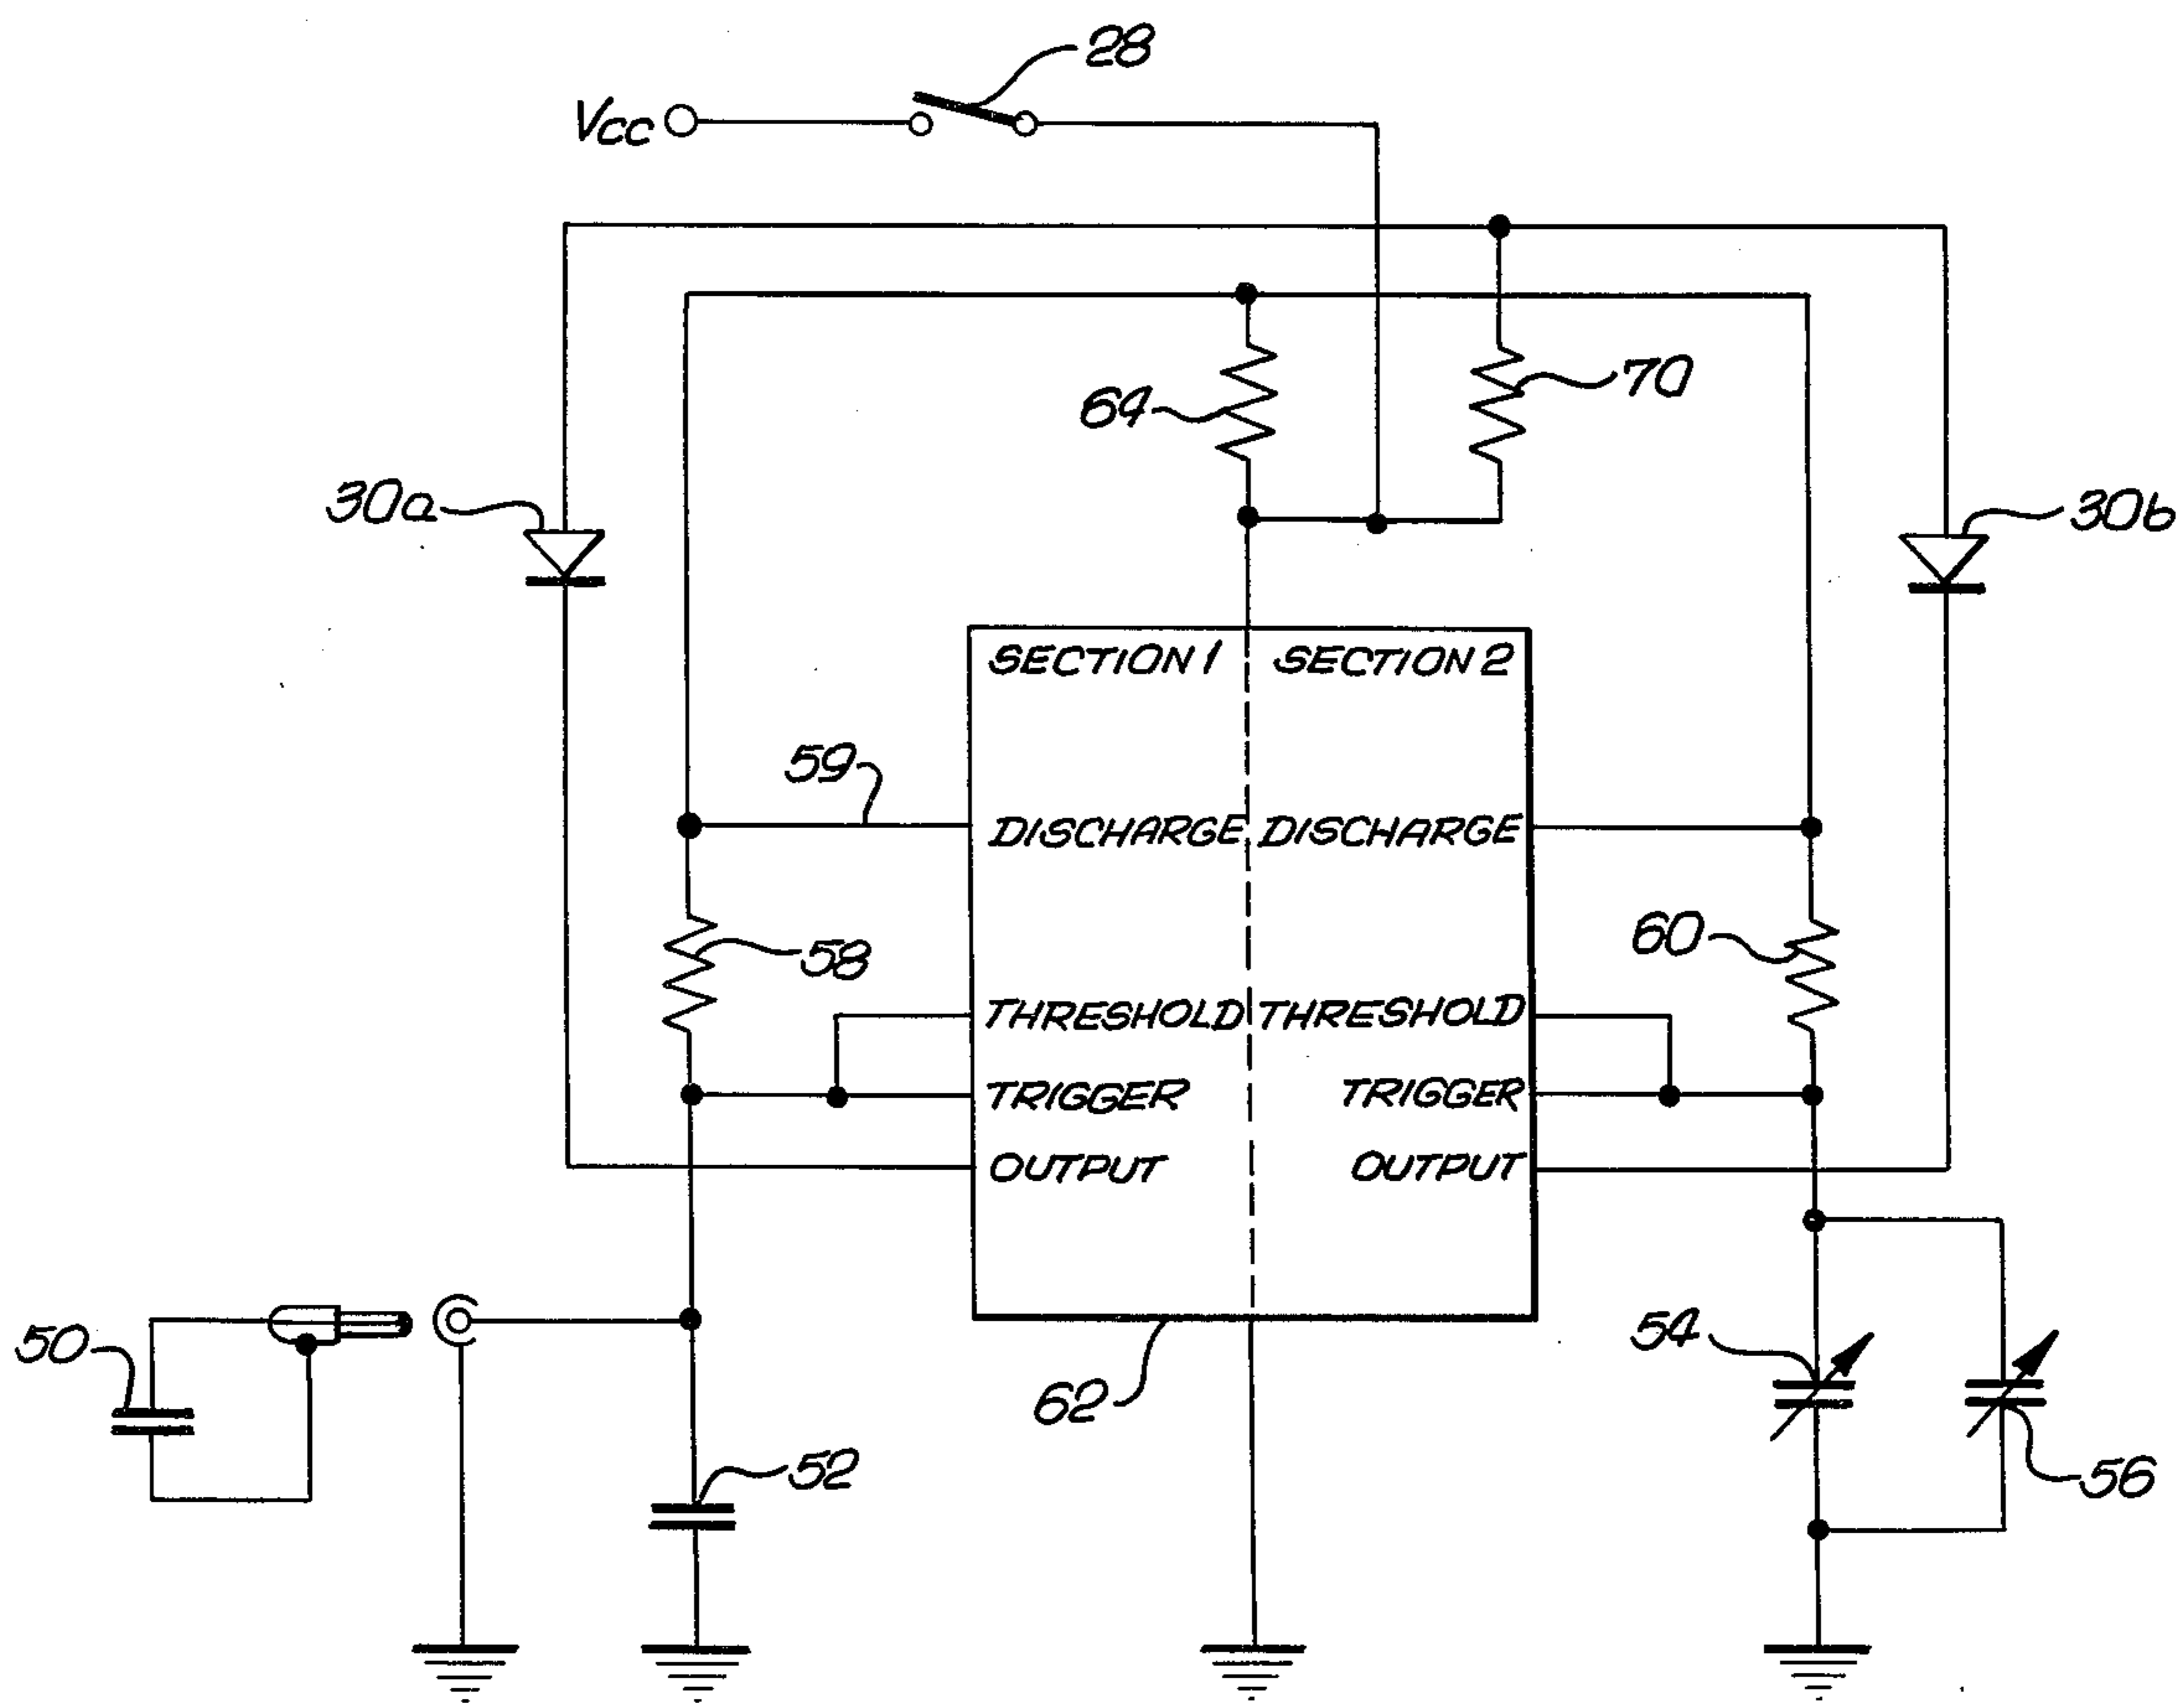 28
Vcc
64
70
30a
30b
SECTION 1 SECTION 2
59
DISCHARGE DISCHARGE
58
60
THRESHOLD THRESHOLD
TRIGGER TRIGGER
OUTPUT OUTPUT
50
54
62
52
56